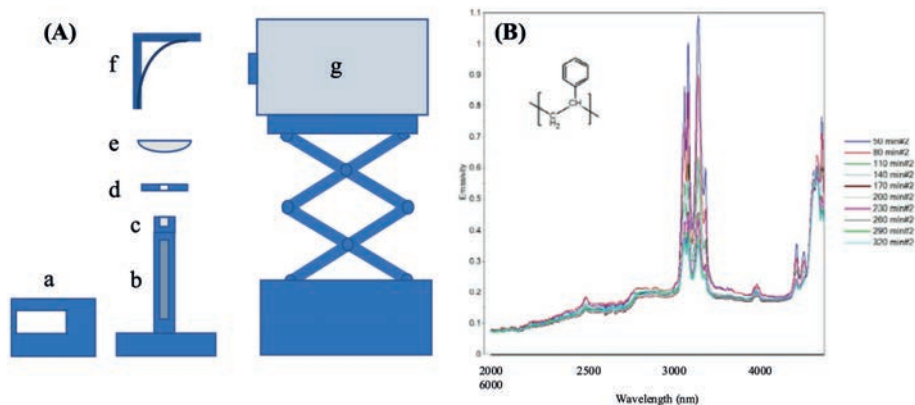 (A)
f
g
e
d
c
b
a
(B)
1.1
1
0.9
0.8
0.7
0.6
0.5
0.4
0.3
0.2
0.1
0
Emissivity
CH
C
H₂
50 min#2
80 min#2
110 min#2
140 min#2
170 min#2
200 min#2
230 min#2
260 min#2
290 min#2
320 min#2
2000 2500 3000 4000
6000
Wavelength (nm)